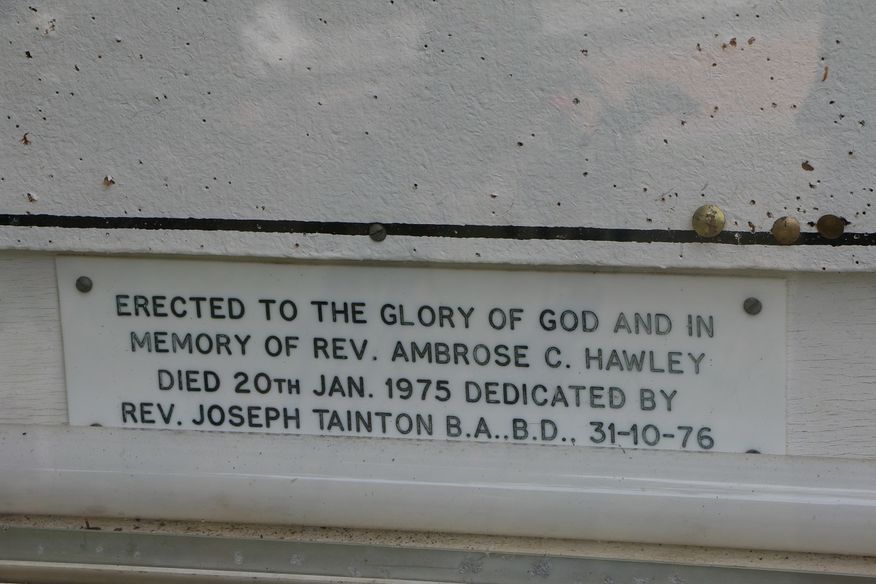 ERECTED TO THE GLORY OF GOD AND IN
MEMORY OF REV. AMBROSE C. HAWLEY
DIED 20TH JAN. 1975 DEDICATED BY
REV. JOSEPH TAINTON B.A..B.D., 31-10-76